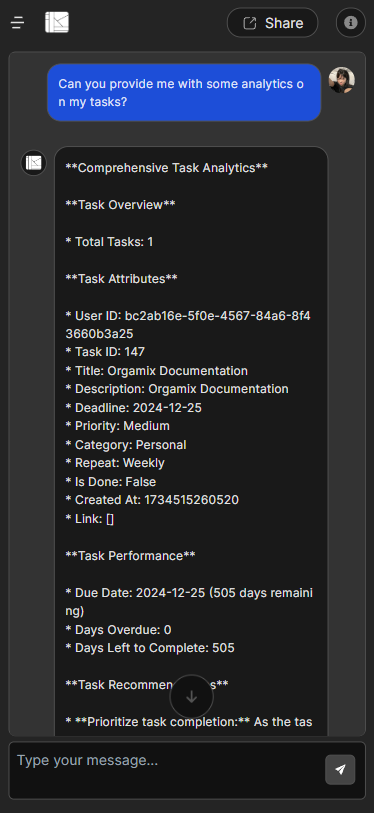 Share
Can you provide me with some analytics o
n my tasks?
**Comprehensive Task Analytics**
**Task Overview**
* Total Tasks: 1
**Task Attributes**
* User ID: bc2ab16e-5f0e-4567-84a6-8f4
3660b3a25
* Task ID: 147
* Title: Orgamix Documentation
* Description: Orgamix Documentation
* Deadline: 2024-12-25
* Priority: Medium
* Category: Personal
* Repeat: Weekly
* Is Done: False
* Created At: 1734515260520
* Link: []
**Task Performance**
* Due Date: 2024-12-25 (505 days remaini
ng)
* Days Overdue: 0
* Days Left to Complete: 505
**Task Recommen s**
* **Prioritize task completion:** As the tas
Type your message...